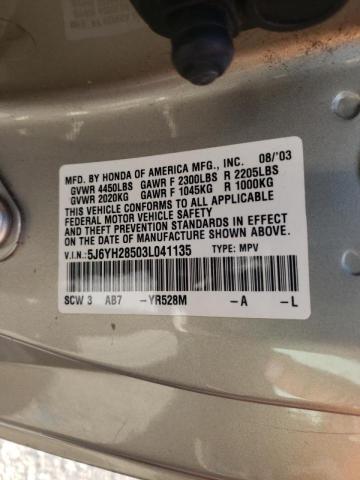 MFD. BY HONDA OF AMERICA MFG., INC. 08/'03
GVWR 4450LBS GAWR F 2300LBS R 2205LBS
GVWR 2020KG GAWR F 1045KG R 1000KG
THIS VEHICLE CONFORMS TO ALL APPLICABLE
FEDERAL MOTOR VEHICLE SAFETY AND
THEFT PREVENTION STANDARDS IN EFFECT
ON THE DATE OF MANUFACTURE SHOWN ABOVE.
V.I.N.: 5J6YH28503L041135 TYPE: MPV
SCW 3 AB7 -YR528M -A -L